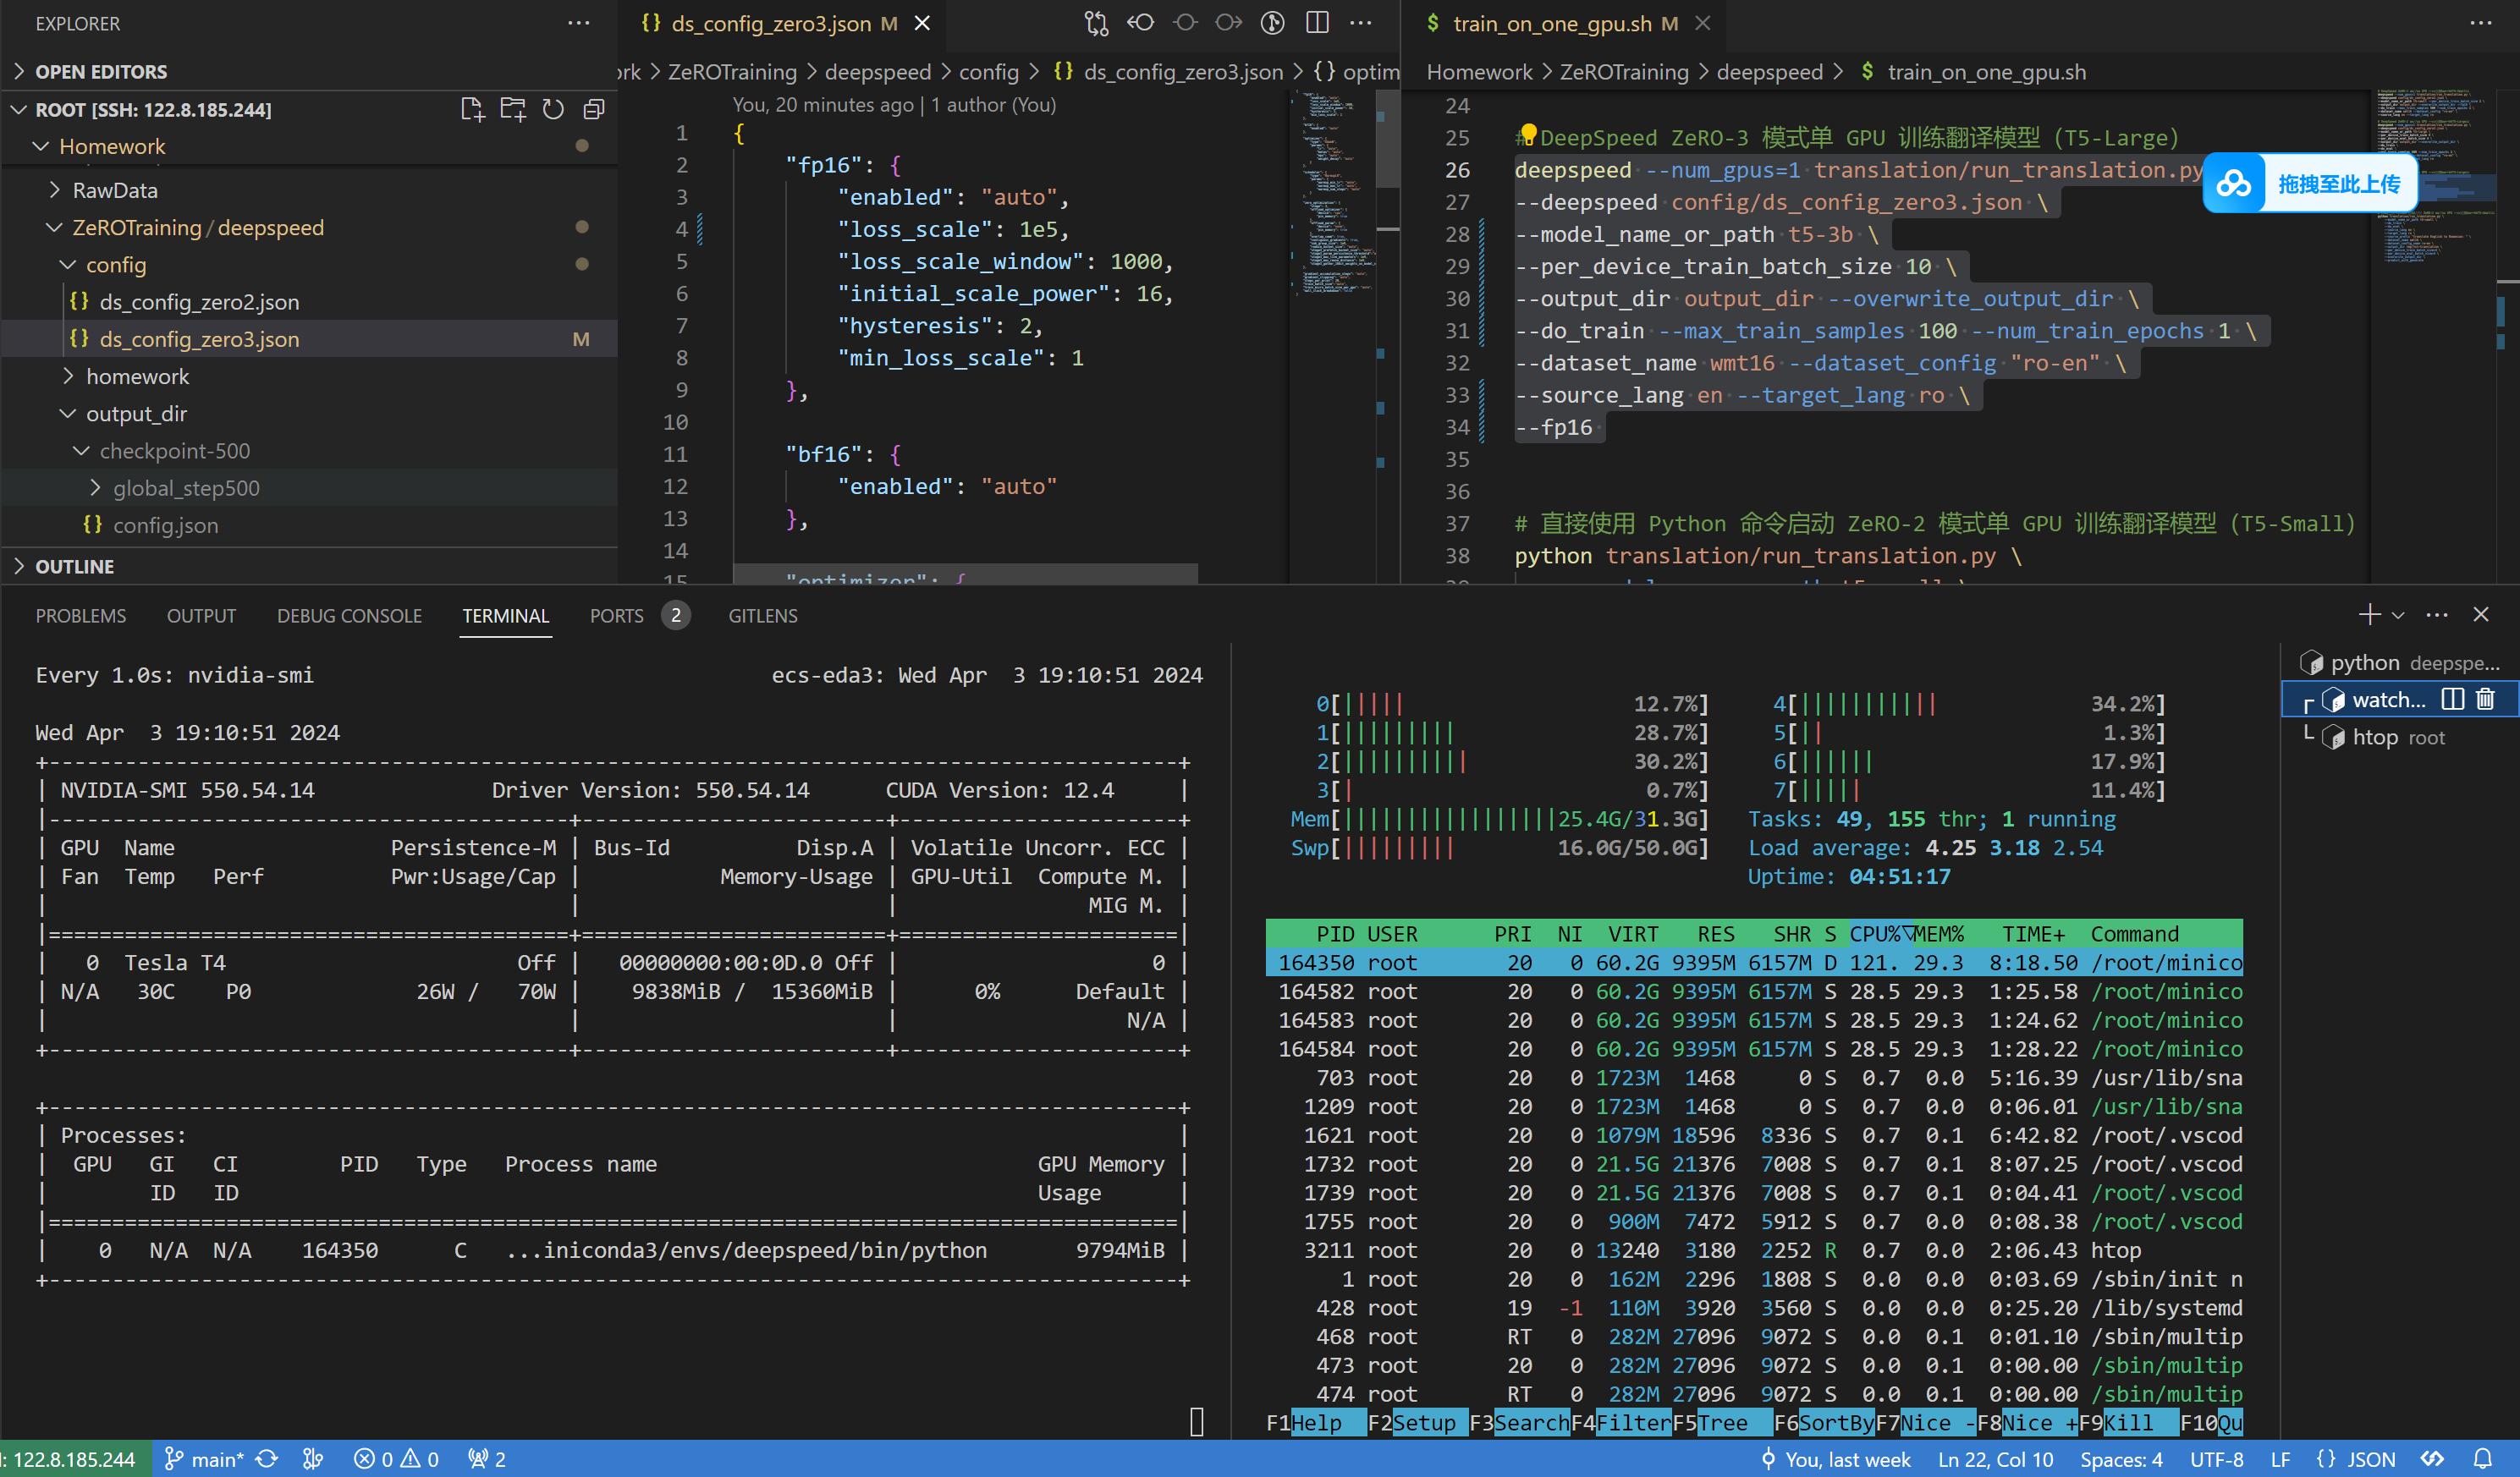 EXPLORER
OPEN EDITORS
ROOT [SSH: 122.8.185.244]
Homework
RawData
ZeROTraining / deepspeed
config
ds_config_zero2.json
ds_config_zero3.json M
homework
output_dir
checkpoint-500
global_step500
config.json
OUTLINE
ds_config_zero3.json M
ZeROTraining > deepspeed > config > {} ds_config_zero3.json > {} optim
You, 20 minutes ago | 1 author (You)
1 {
2 "fp16": {
3 "enabled": "auto",
4 "loss_scale": 1e5,
5 "loss_scale_window": 1000,
6 "initial_scale_power": 16,
7 "hysteresis": 2,
8 "min_loss_scale": 1
9 },
10
11 "bf16": {
12 "enabled": "auto"
13 },
14
15 "optimizer": {
$ train_on_one_gpu.sh M
Homework > ZeROTraining > deepspeed > $ train_on_one_gpu.sh
24
25 # DeepSpeed ZeRO-3 模式单 GPU 训练翻译模型（T5-Large）
26 deepspeed --num_gpus=1 translation/run_translation.py
27 --deepspeed config/ds_config_zero3.json \
28 --model_name_or_path t5-3b \
29 --per_device_train_batch_size 10 \
30 --output_dir output_dir --overwrite_output_dir \
31 --do_train --max_train_samples 100 --num_train_epochs 1 \
32 --dataset_name wmt16 --dataset_config "ro-en" \
33 --source_lang en --target_lang ro \
34 --fp16
35
36
37 # 直接使用 Python 命令启动 ZeRO-2 模式单 GPU 训练翻译模型（T5-Small）
38 python translation/run_translation.py \
拖拽至此上传
PROBLEMS OUTPUT DEBUG CONSOLE TERMINAL PORTS 2 GITLENS
Every 1.0s: nvidia-smi ecs-eda3: Wed Apr 3 19:10:51 2024
Wed Apr 3 19:10:51 2024
NVIDIA-SMI 550.54.14 Driver Version: 550.54.14 CUDA Version: 12.4
GPU Name Persistence-M | Bus-Id Disp.A | Volatile Uncorr. ECC
Fan Temp Perf Pwr:Usage/Cap | Memory-Usage | GPU-Util Compute M.
MIG M.
0 Tesla T4 Off | 00000000:00:0D.0 Off | 0
N/A 30C P0 26W / 70W | 9838MiB / 15360MiB | 0% Default
N/A
Processes:
GPU GI CI PID Type Process name GPU Memory
ID ID Usage
0 N/A N/A 164350 C ...iniconda3/envs/deepspeed/bin/python 9794MiB
0[||||| 12.7%] 4[||||||||||| 34.2%]
1[||||||||| 28.7%] 5[|| 1.3%]
2[|||||||||| 30.2%] 6[|||||| 17.9%]
3[| 0.7%] 7[||||| 11.4%]
Mem[|||||||||||||||||25.4G/31.3G] Tasks: 49, 155 thr; 1 running
Swp[||||||||| 16.0G/50.0G] Load average: 4.25 3.18 2.54
Uptime: 04:51:17
PID USER PRI NI VIRT RES SHR S CPU%▽MEM% TIME+ Command
164350 root 20 0 60.2G 9395M 6157M D 121. 29.3 8:18.50 /root/minico
164582 root 20 0 60.2G 9395M 6157M S 28.5 29.3 1:25.58 /root/minico
164583 root 20 0 60.2G 9395M 6157M S 28.5 29.3 1:24.62 /root/minico
164584 root 20 0 60.2G 9395M 6157M S 28.5 29.3 1:28.22 /root/minico
703 root 20 0 1723M 1468 0 S 0.7 0.0 5:16.39 /usr/lib/sna
1209 root 20 0 1723M 1468 0 S 0.7 0.0 0:06.01 /usr/lib/sna
1621 root 20 0 1079M 18596 8336 S 0.7 0.1 6:42.82 /root/.vscod
1732 root 20 0 21.5G 21376 7008 S 0.7 0.1 8:07.25 /root/.vscod
1739 root 20 0 21.5G 21376 7008 S 0.7 0.1 0:04.41 /root/.vscod
1755 root 20 0 900M 7472 5912 S 0.7 0.0 0:08.38 /root/.vscod
3211 root 20 0 13240 3180 2252 R 0.7 0.0 2:06.43 htop
1 root 20 0 162M 2296 1808 S 0.0 0.0 0:03.69 /sbin/init n
428 root 19 -1 110M 3920 3560 S 0.0 0.0 0:25.20 /lib/systemd
468 root RT 0 282M 27096 9072 S 0.0 0.1 0:01.10 /sbin/multip
473 root 20 0 282M 27096 9072 S 0.0 0.1 0:00.00 /sbin/multip
474 root RT 0 282M 27096 9072 S 0.0 0.1 0:00.00 /sbin/multip
F1Help F2Setup F3SearchF4FilterF5Tree F6SortByF7Nice -F8Nice +F9Kill F10Qu
python deepspe...
watch...
htop root
: 122.8.185.244 main* 0 0 2 You, last week Ln 22, Col 10 Spaces: 4 UTF-8 LF {} JSON